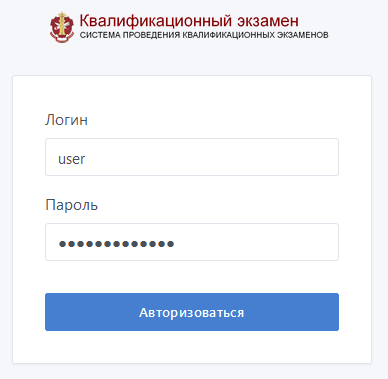 Квалификационный экзамен
СИСТЕМА ПРОВЕДЕНИЯ КВАЛИФИКАЦИОННЫХ ЭКЗАМЕНОВ
Логин
user
Пароль
•••••••••••••
Авторизоваться